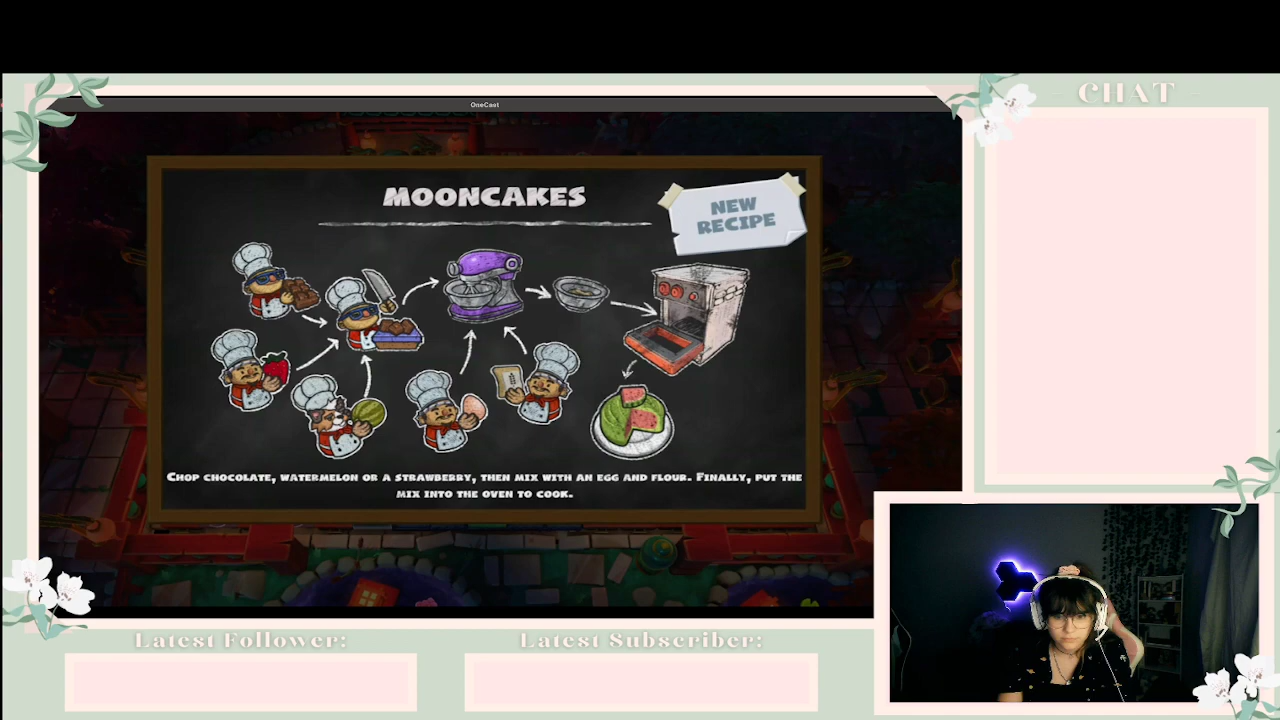 OneCast
- CHAT -
MOONCAKES
NEW
RECIPE
Chop chocolate, watermelon or a strawberry, then mix with an egg and flour. Finally, put the
mix into the oven to cook.
Latest Follower:
Latest Subscriber: